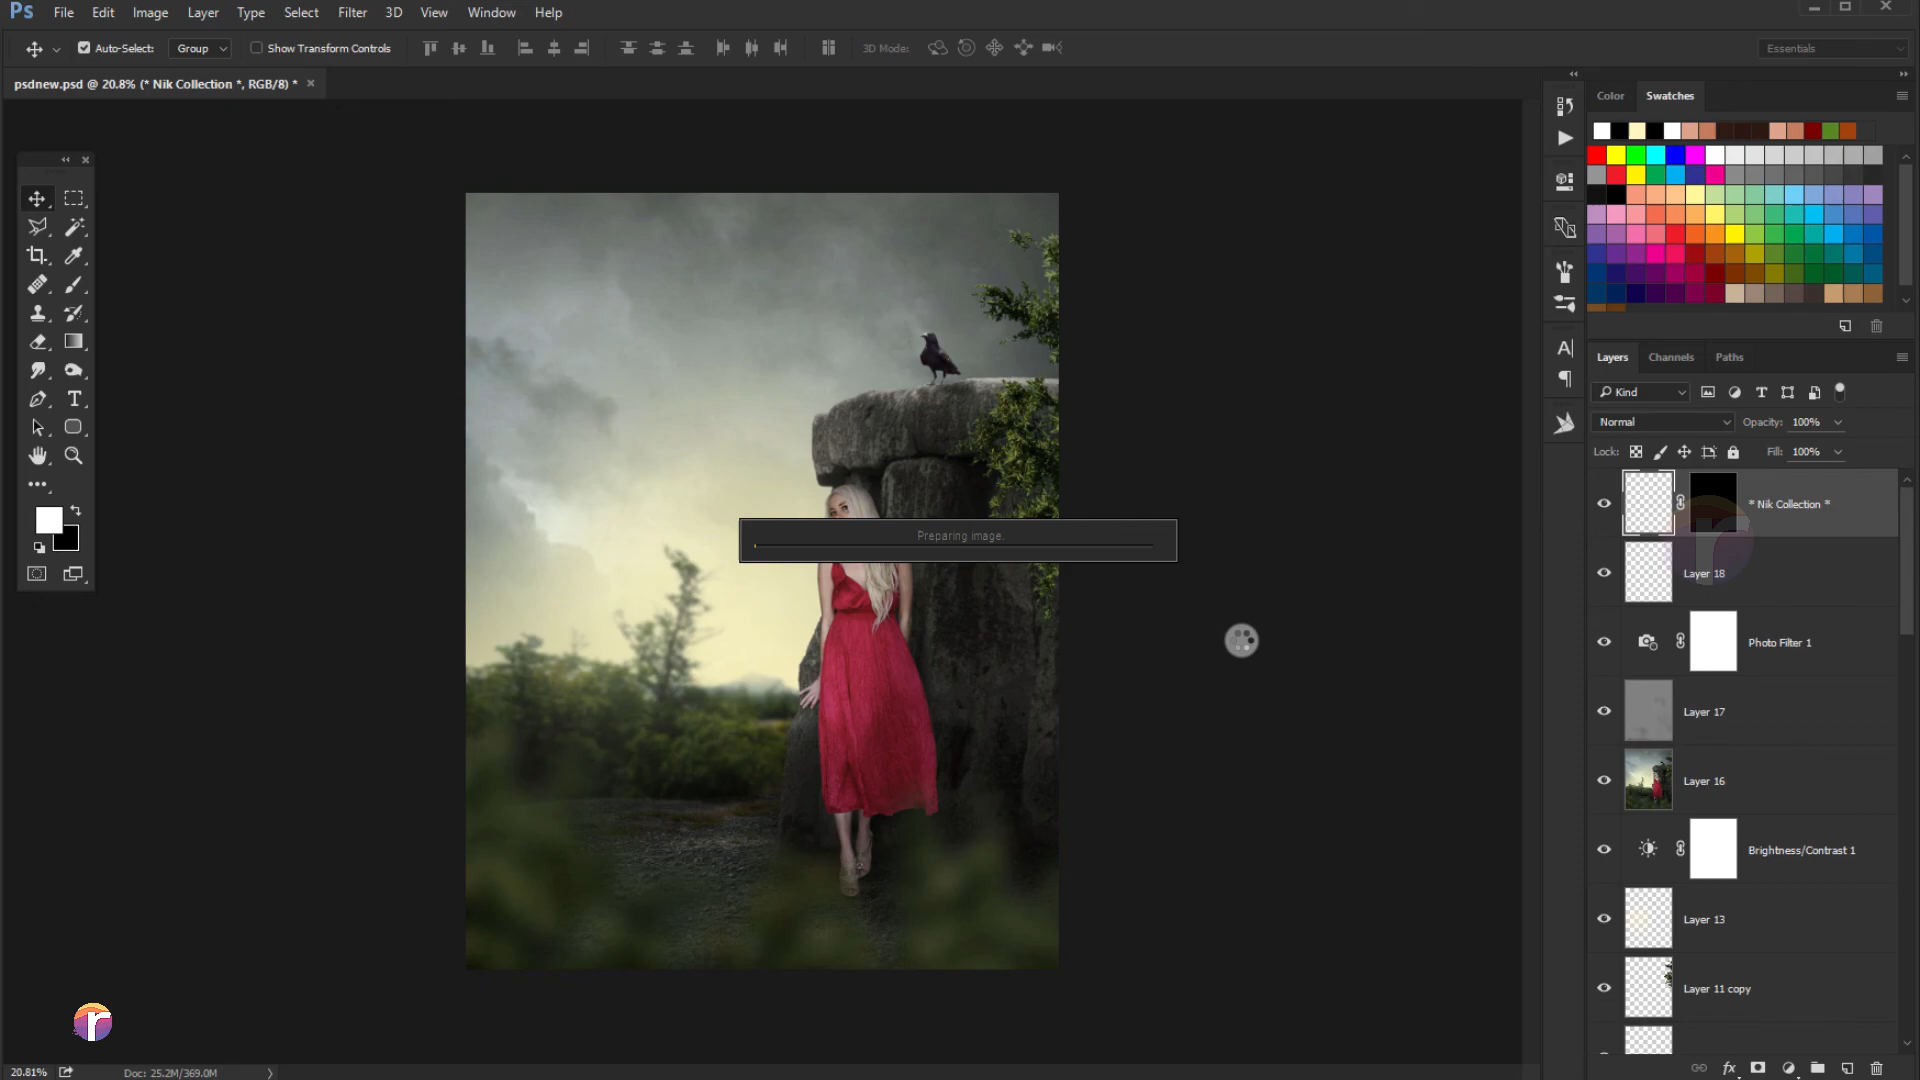 Ps File Edit Image Layer Type Select Filter 3D View Window Help
Auto-Select: Group Show Transform Controls 3D Mode: Essentials
psdnew.psd @ 20.8% (* Nik Collection *, RGB/8) *
Color Swatches
Layers Channels Paths
Kind
Normal Opacity: 100%
Lock: Fill: 100%
* Nik Collection *
Preparing image.
Layer 18
Photo Filter 1
Layer 17
Layer 16
Brightness/Contrast 1
Layer 13
Layer 11 copy
20.81% Doc: 25.2M/369.0M